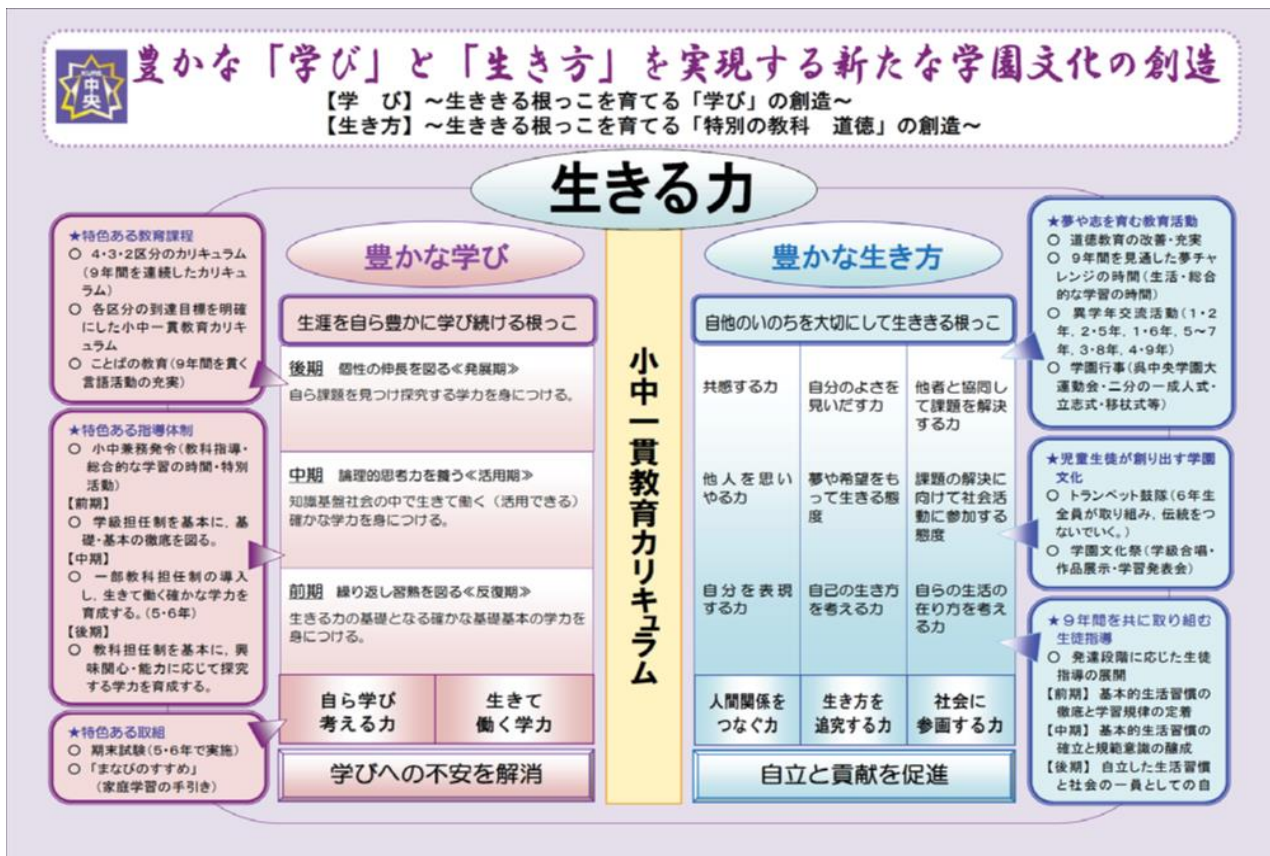 KURE
中央
豊かな「学び」と「生き方」を実現する新たな学園文化の創造
【学　び】～生ききる根っこを育てる「学び」の創造～
【生き方】～生ききる根っこを育てる「特別の教科　道徳」の創造～
生きる力
★特色ある教育課程
○ 4・3・2区分のカリキュラム
(9年間を連続したカリキュ
ラム)
○ 各区分の到達目標を明確
にした小中一貫教育カリキ
ュラム
○ ことばの教育(9年間を貫く
言語活動の充実)
★特色ある指導体制
○ 小中兼務発令(教科指導・
総合的な学習の時間・特別
活動)
【前期】
○ 学級担任制を基本に，基
礎・基本の徹底を図る。
【中期】
○ 一部教科担任制の導入
し，生きて働く確かな学力を
育成する。(5・6年)
【後期】
○ 教科担任制を基本に，興
味関心・能力に応じて探究
する学力を育成する。
★特色ある取組
○ 期末試験(5・6年で実施)
○ 「まなびのすすめ」
(家庭学習の手引き)
豊かな学び
生涯を自ら豊かに学び続ける根っこ
後期　個性の伸長を図る≪発展期≫
自ら課題を見つけ探究する学力を身につける。
中期　論理的思考力を養う≪活用期≫
知識基盤社会の中で生きて働く（活用できる）
確かな学力を身につける。
前期　繰り返し習熟を図る≪反復期≫
生きる力の基礎となる確かな基礎基本の学力を
身につける。
自ら学び
考える力
生きて
働く学力
学びへの不安を解消
小中一貫教育カリキュラム
豊かな生き方
自他のいのちを大切にして生ききる根っこ
共感する力
自分のよさを
見いだす力
他者と協同し
て課題を解決
する力
他人を思い
やる力
夢や希望をも
って生きる態
度
課題の解決に
向けて社会活
動に参加する
態度
自分を表現
する力
自己の生き方
を考える力
自らの生活の
在り方を考え
る力
人間関係を
つなぐ力
生き方を
追究する力
社会に
参画する力
自立と貢献を促進
★夢や志を育む教育活動
○ 道徳教育の改善・充実
○ 9年間を見通した夢チャ
レンジの時間(生活・総合
的な学習の時間)
○ 異学年交流活動(1・2
年，2・5年，1・6年，5～7
年，3・8年，4・9年)
○ 学園行事(呉中央学園大
運動会・二分の一成人式・
立志式・移杖式等)
★児童生徒が創り出す学園
文化
○ トランペット鼓隊(6年生
全員が取り組み，伝統をつ
ないでいく。)
○ 学園文化祭(学級合唱・
作品展示・学習発表会)
★9年間を共に取り組む
生徒指導
○ 発達段階に応じた生徒
指導の展開
【前期】基本的生活習慣の
徹底と学習規律の定着
【中期】基本的生活習慣の
確立と規範意識の醸成
【後期】自立した生活習慣
と社会の一員としての自